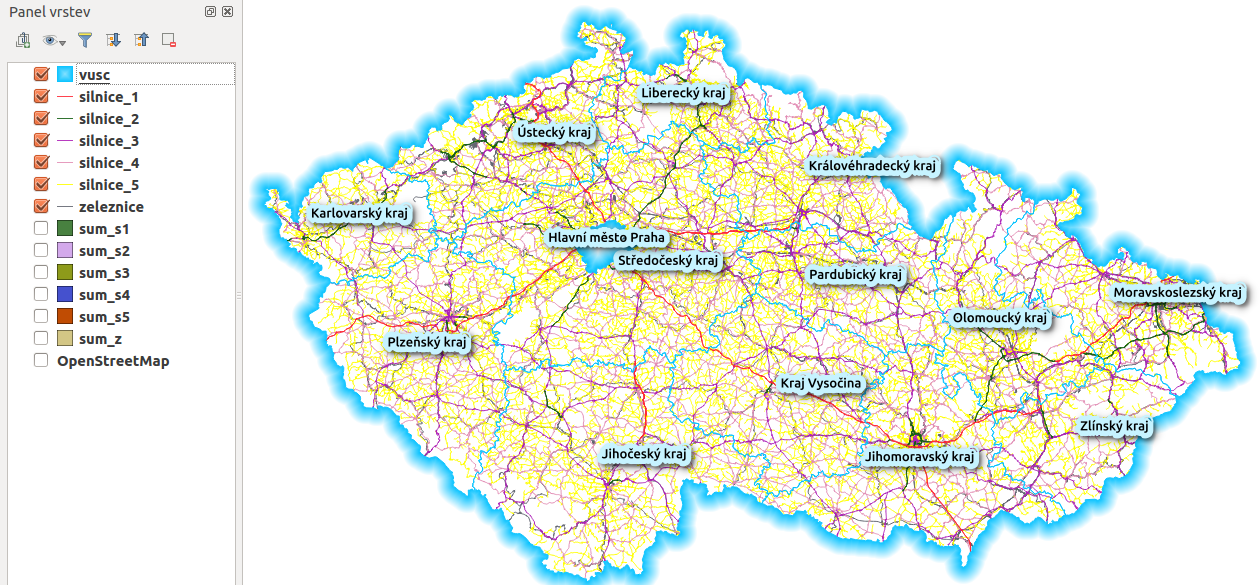 Panel vrstev
vusc
silnice_1
silnice_2
silnice_3
silnice_4
silnice_5
zeleznice
sum_s1
sum_s2
sum_s3
sum_s4
sum_s5
sum_z
OpenStreetMap
Liberecký kraj
Ústecký kraj
Královéhradecký kraj
Karlovarský kraj
Hlavní město Praha
Středočeský kraj
Pardubický kraj
Moravskoslezský kraj
Olomoucký kraj
Plzeňský kraj
Kraj Vysočina
Zlínský kraj
Jihočeský kraj
Jihomoravský kraj